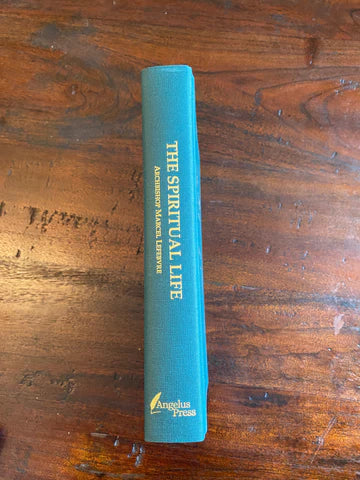 THE SPIRITUAL LIFE
ARCHBISHOP MARCEL LEFEBVRE
Angelus
Press